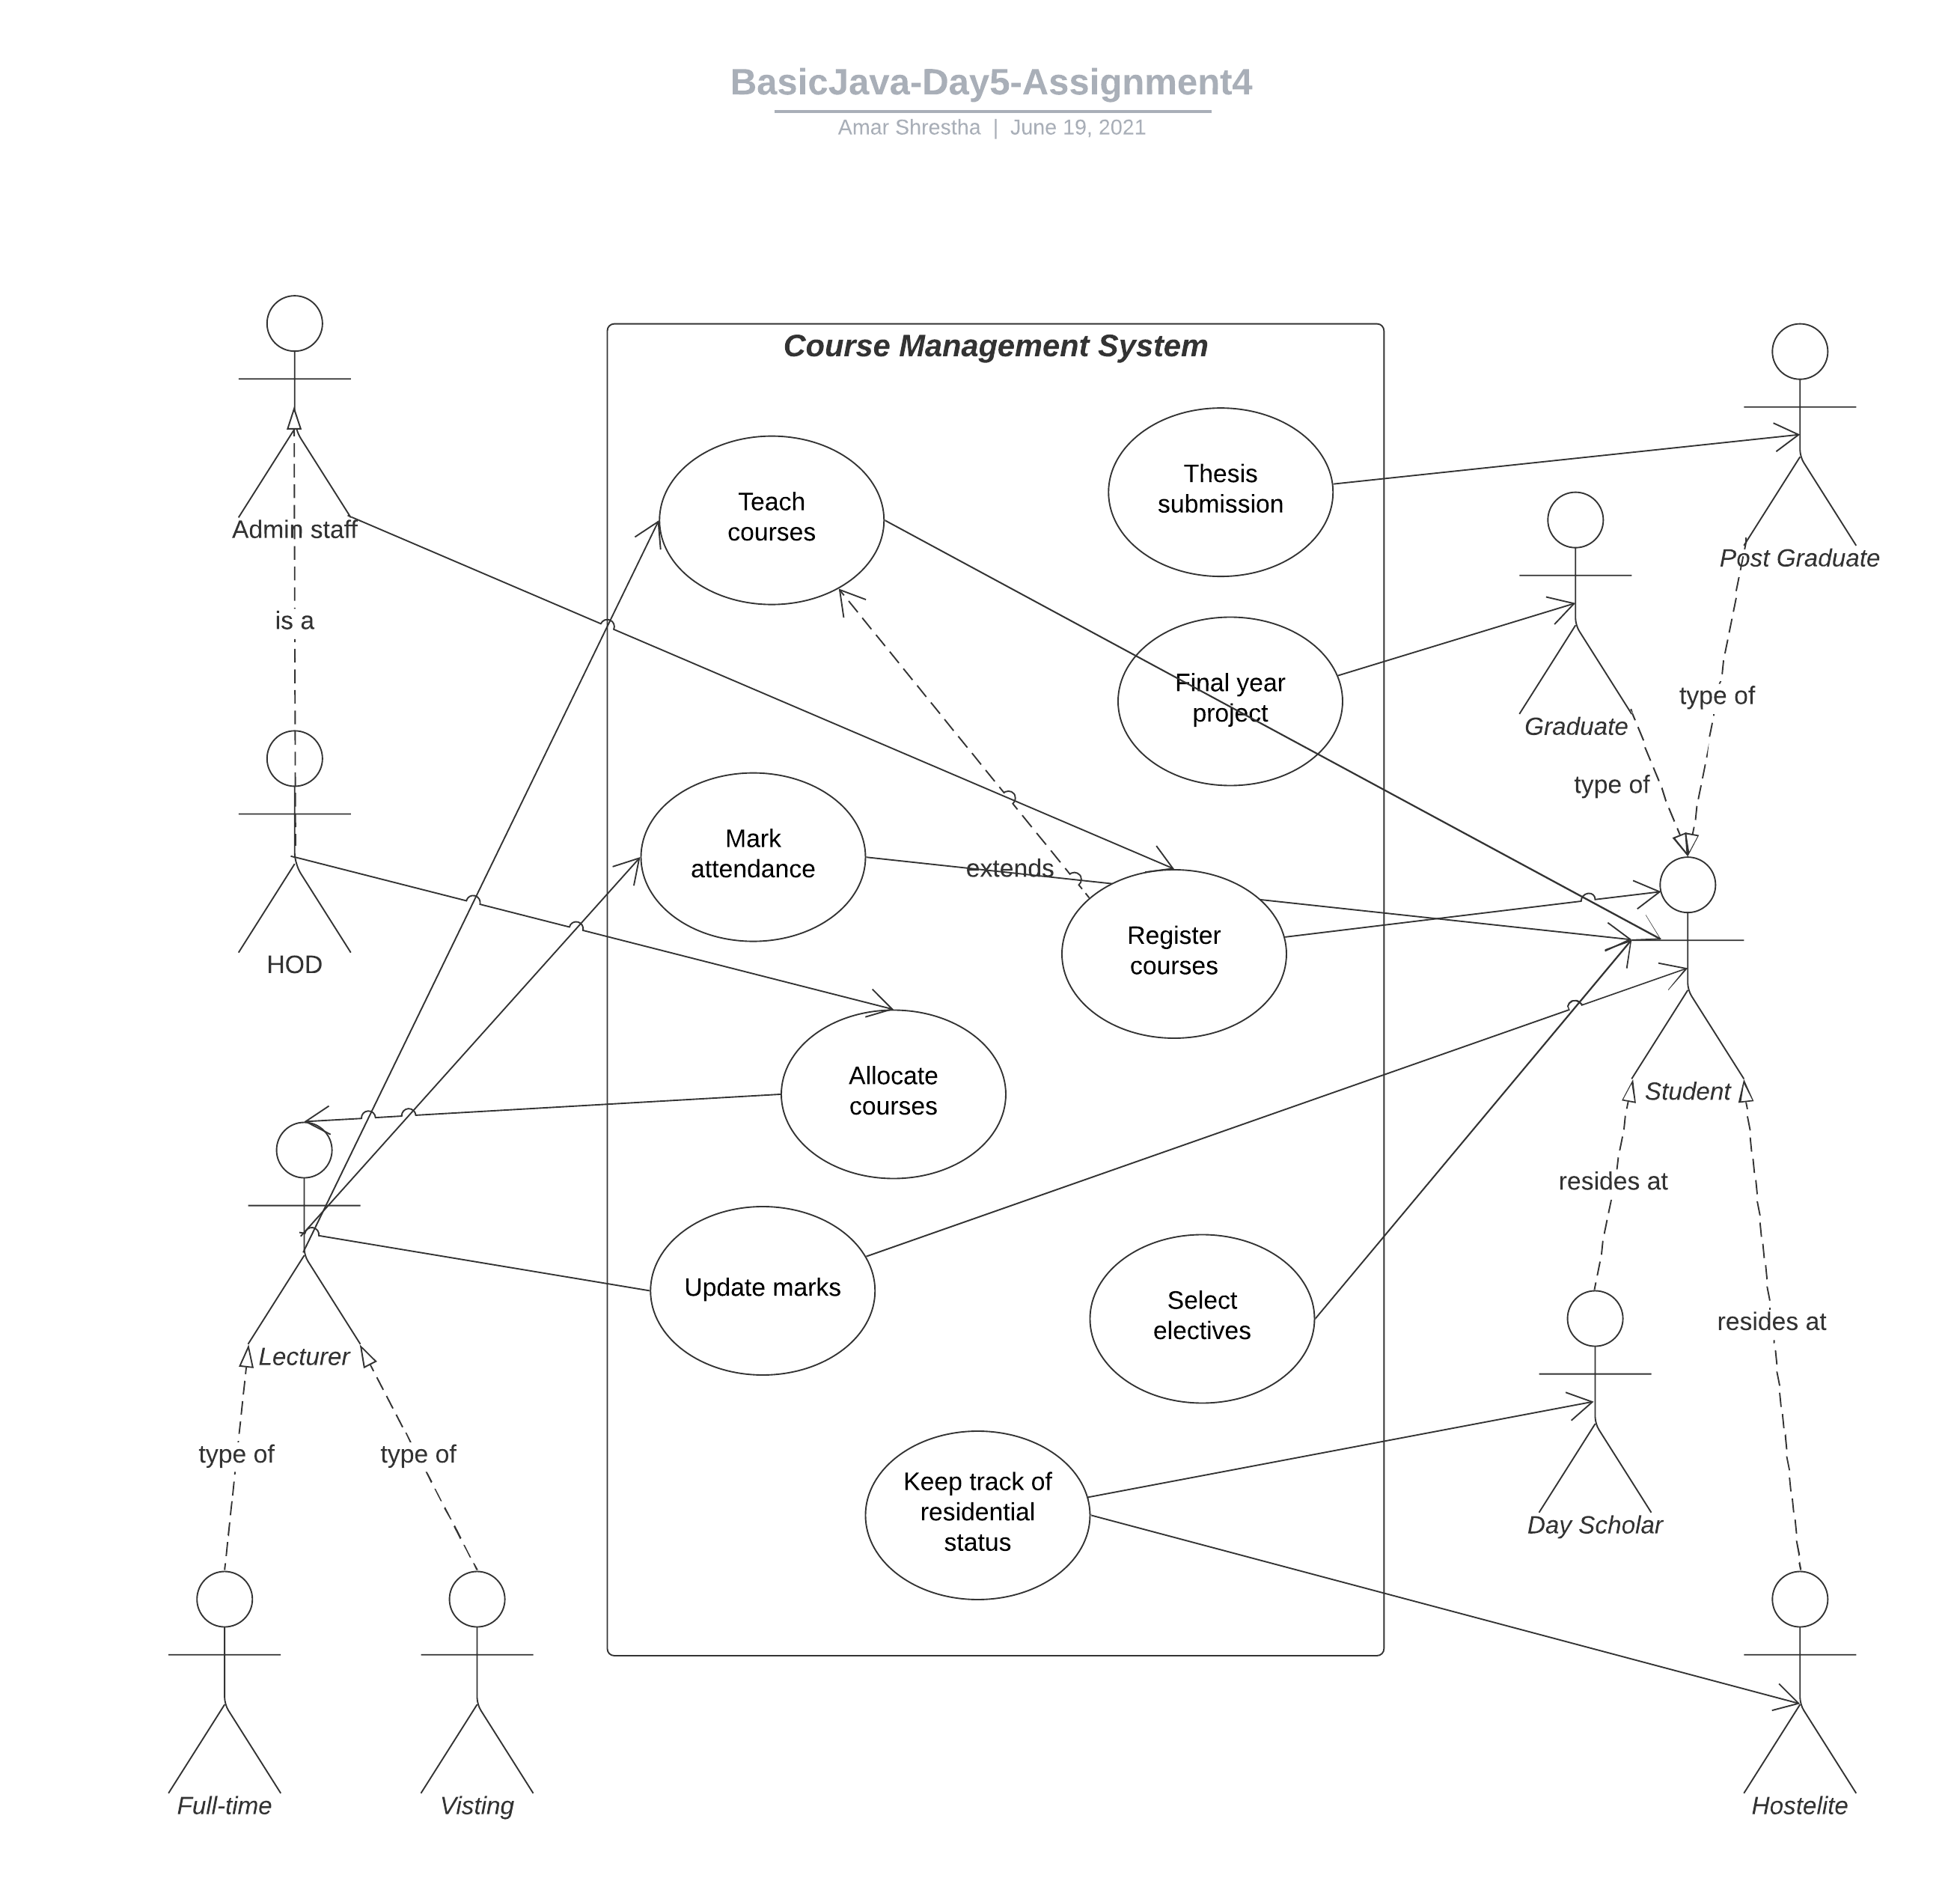 BasicJava-Day5-Assignment4
Amar Shrestha | June 19, 2021
Course Management System
Thesis
submission
Teach
courses
Admin staff
Post Graduate
is a
Final year
project
type of
Graduate
type of
Mark
attendance
extends
Register
courses
HOD
Allocate
courses
Student
resides at
Update marks
Select
electives
resides at
Lecturer
type of
type of
Keep track of
residential
status
Day Scholar
Full-time
Visting
Hostelite